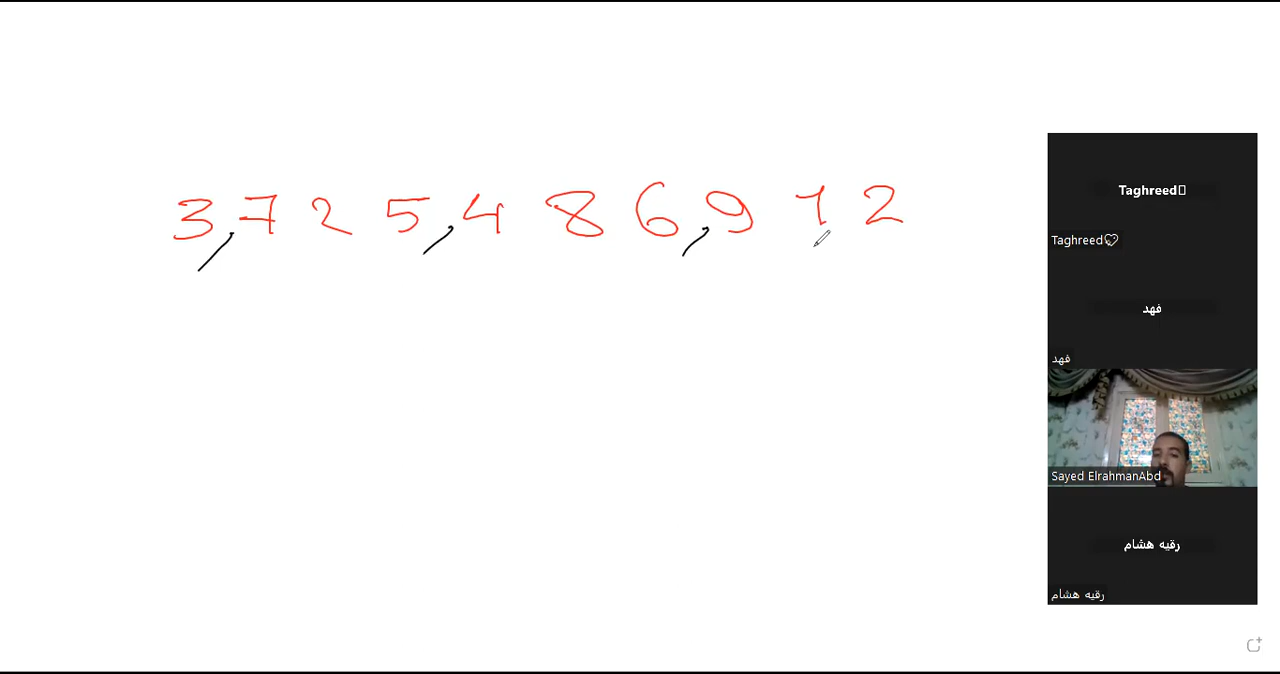 3,725,486,912
Taghreed▯
Taghreed♡
فهد
فهد
Sayed ElrahmanAbd
رقيه هشام
رقيه هشام